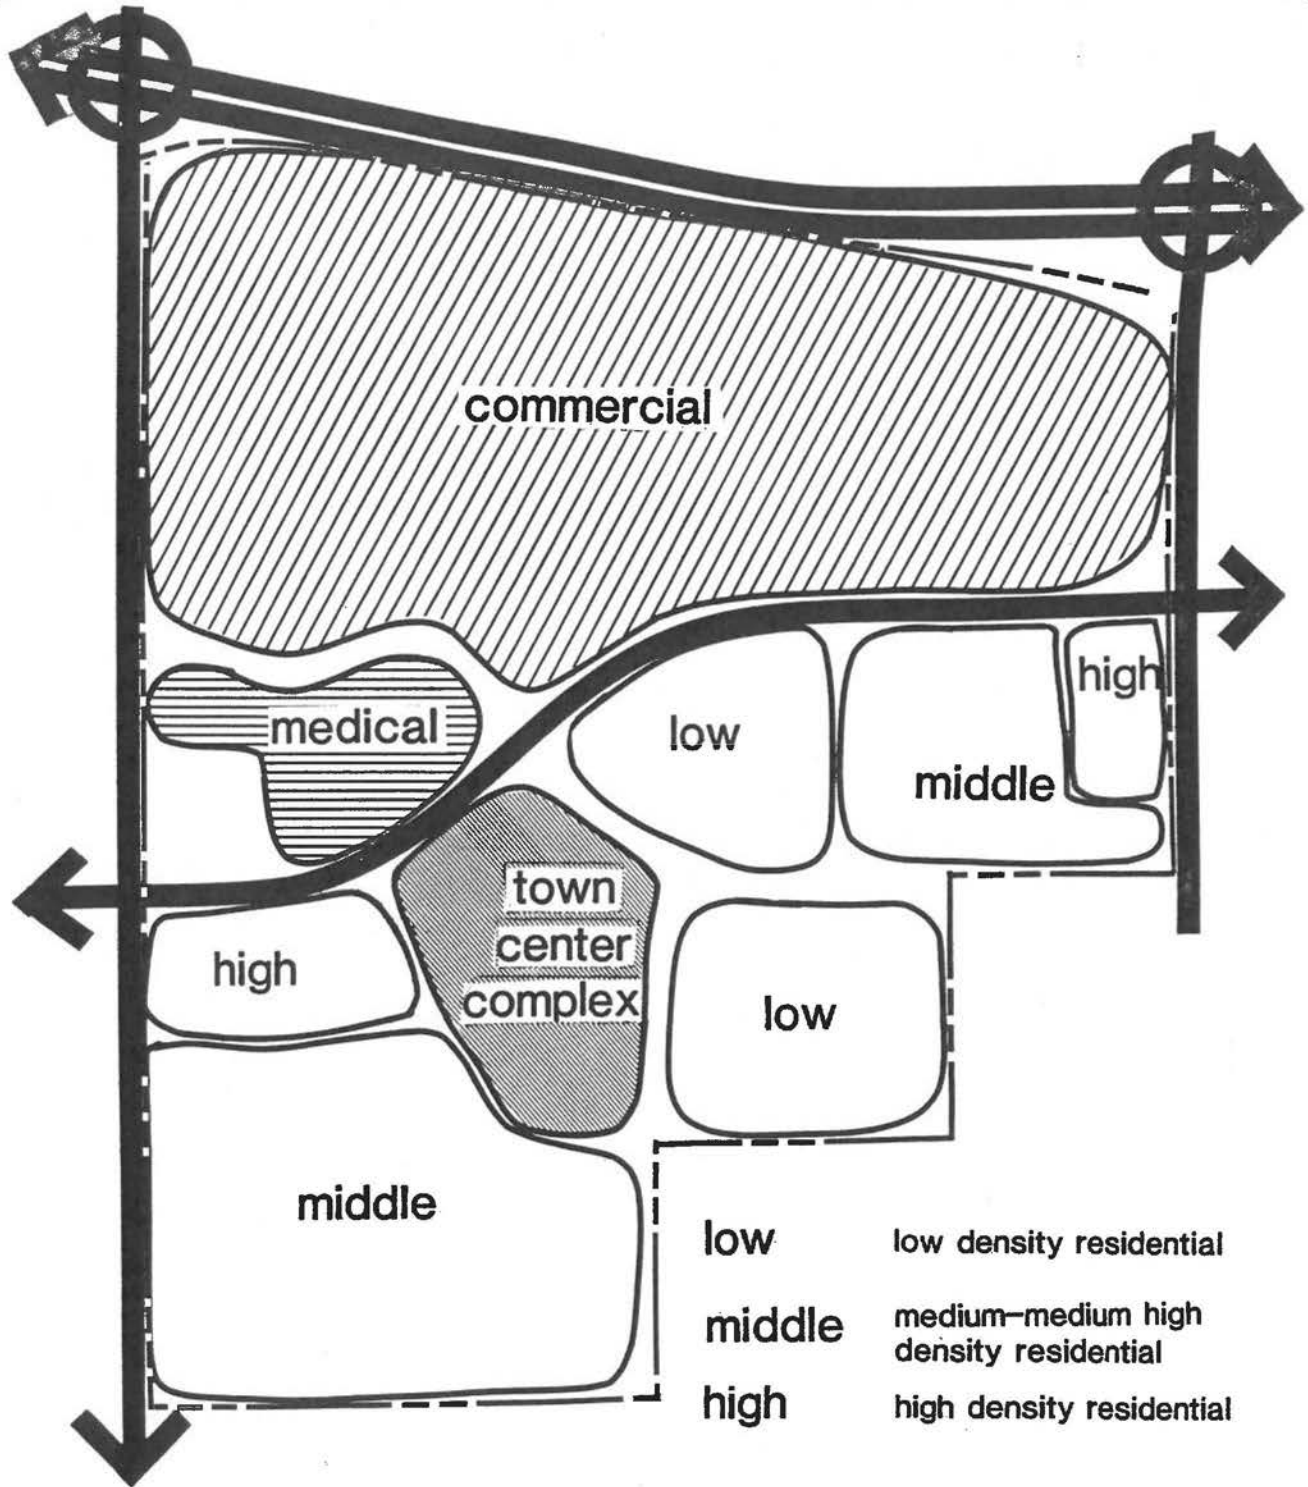 commercial
high
medical
low
middle
town
center
complex
high
low
middle
low low density residential
middle medium-medium high
density residential
high high density residential